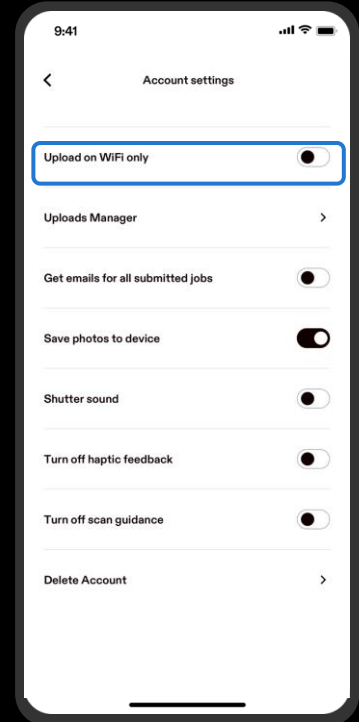 9:41
Account settings
Upload on WiFi only
Uploads Manager
Get emails for all submitted jobs
Save photos to device
Shutter sound
Turn off haptic feedback
Turn off scan guidance
Delete Account